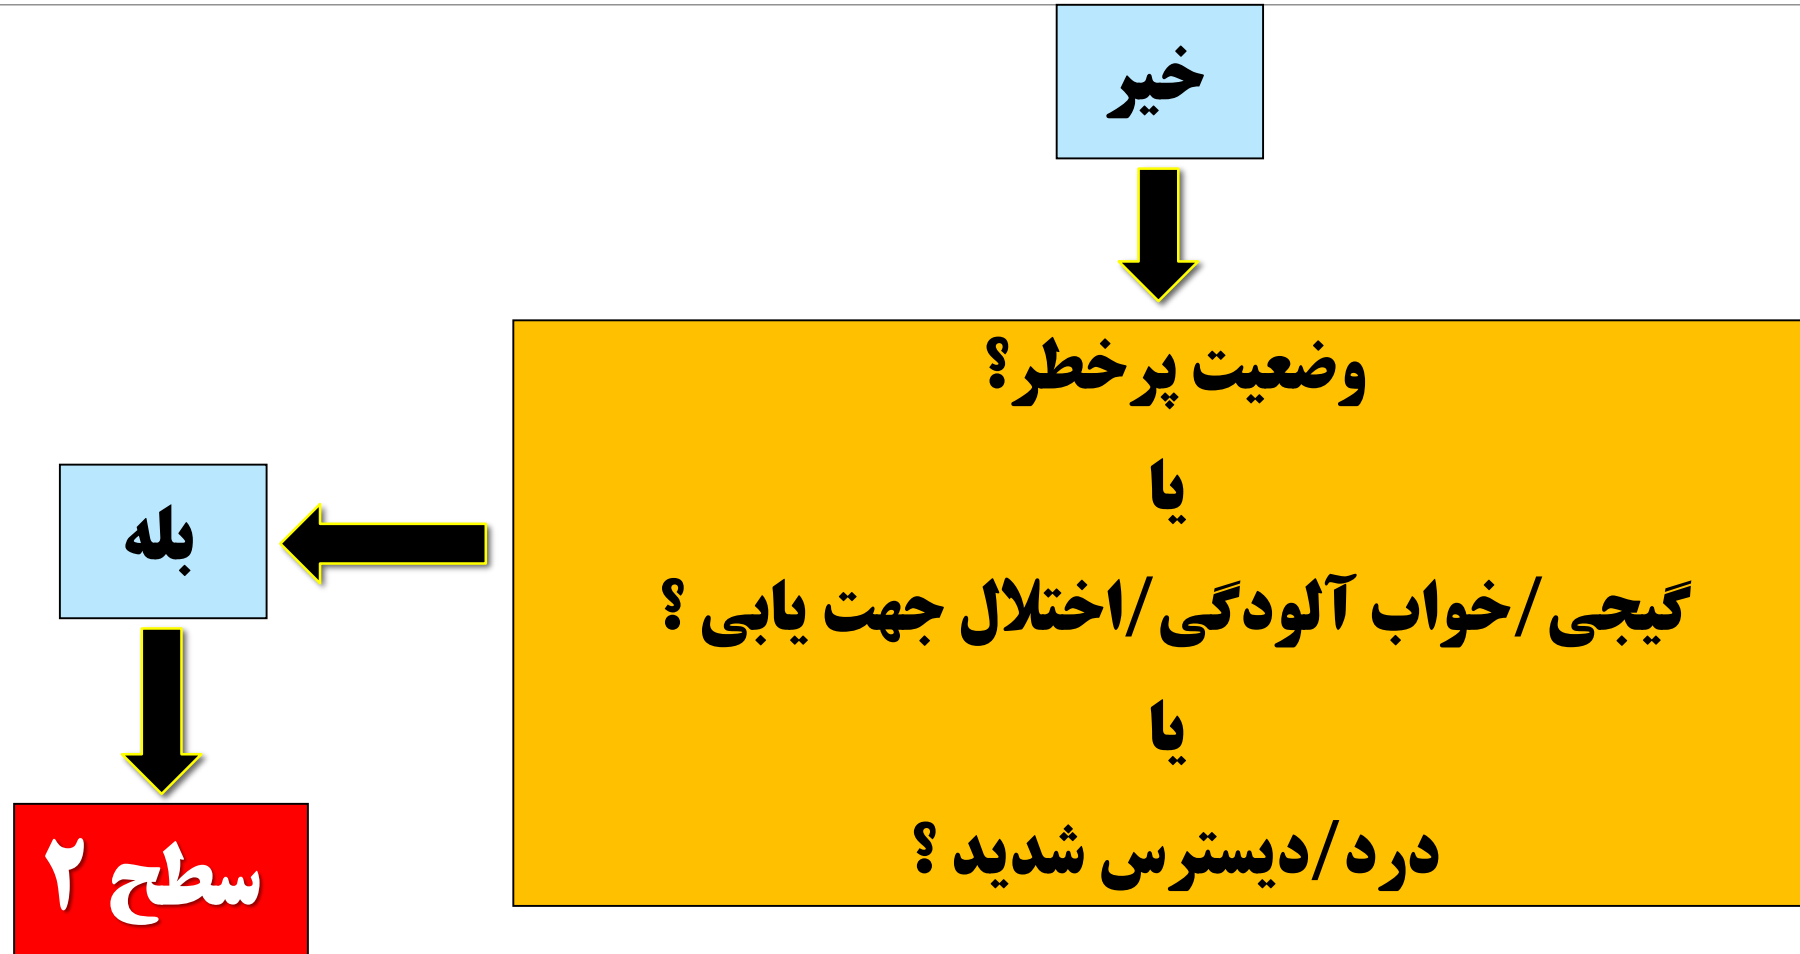 خیر
وضعیت پرخطر؟
یا
گیجی/خواب آلودگی/اختلال جهت یابی ؟
یا
درد/دیسترس شدید ؟
بله
سطح ۲